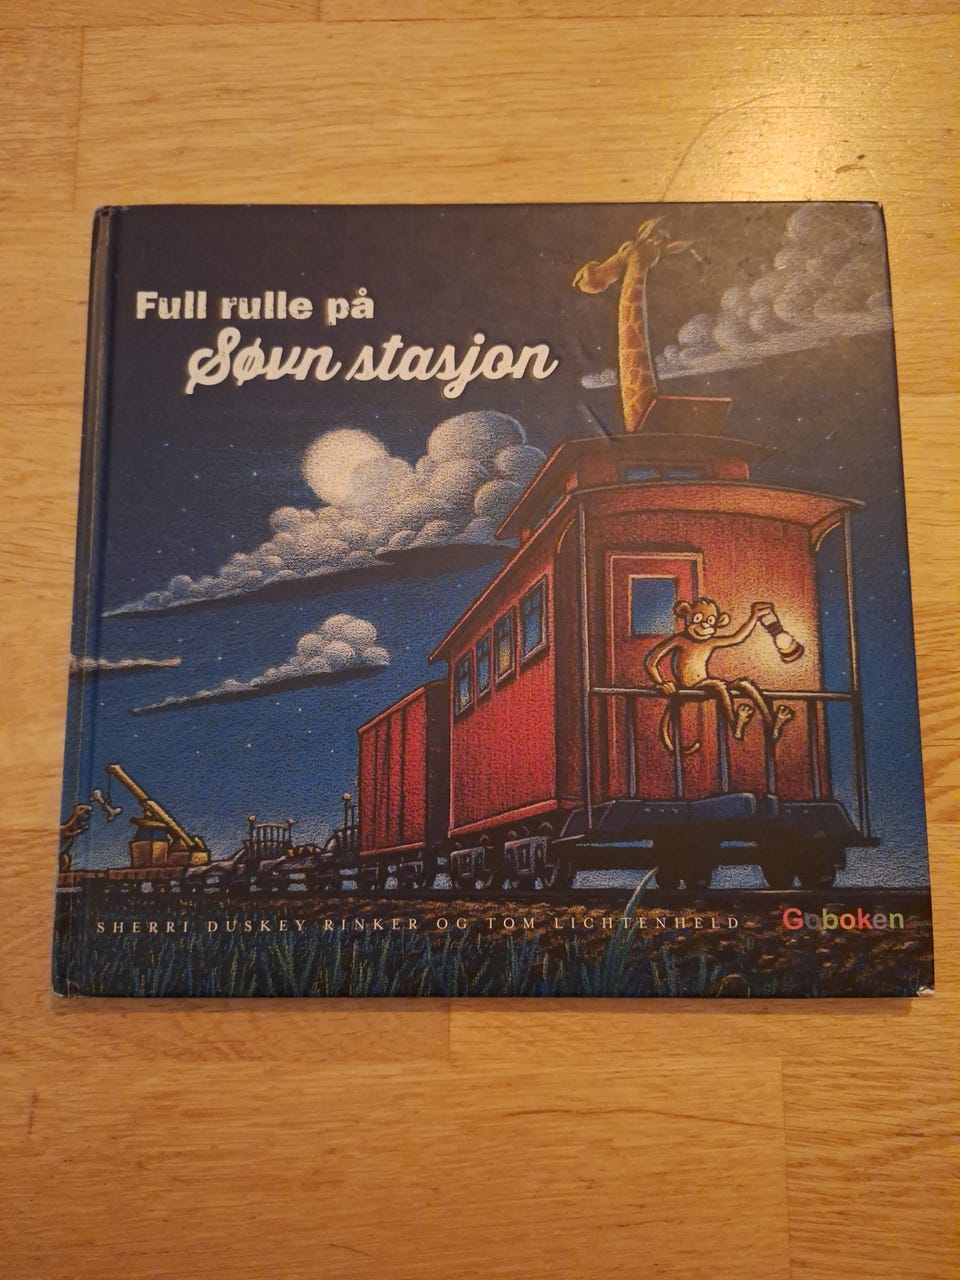 Full rulle på
Søvn stasjon
SHERRI DUSKEY RINKER OG TOM LICHTENHELD
Goboken